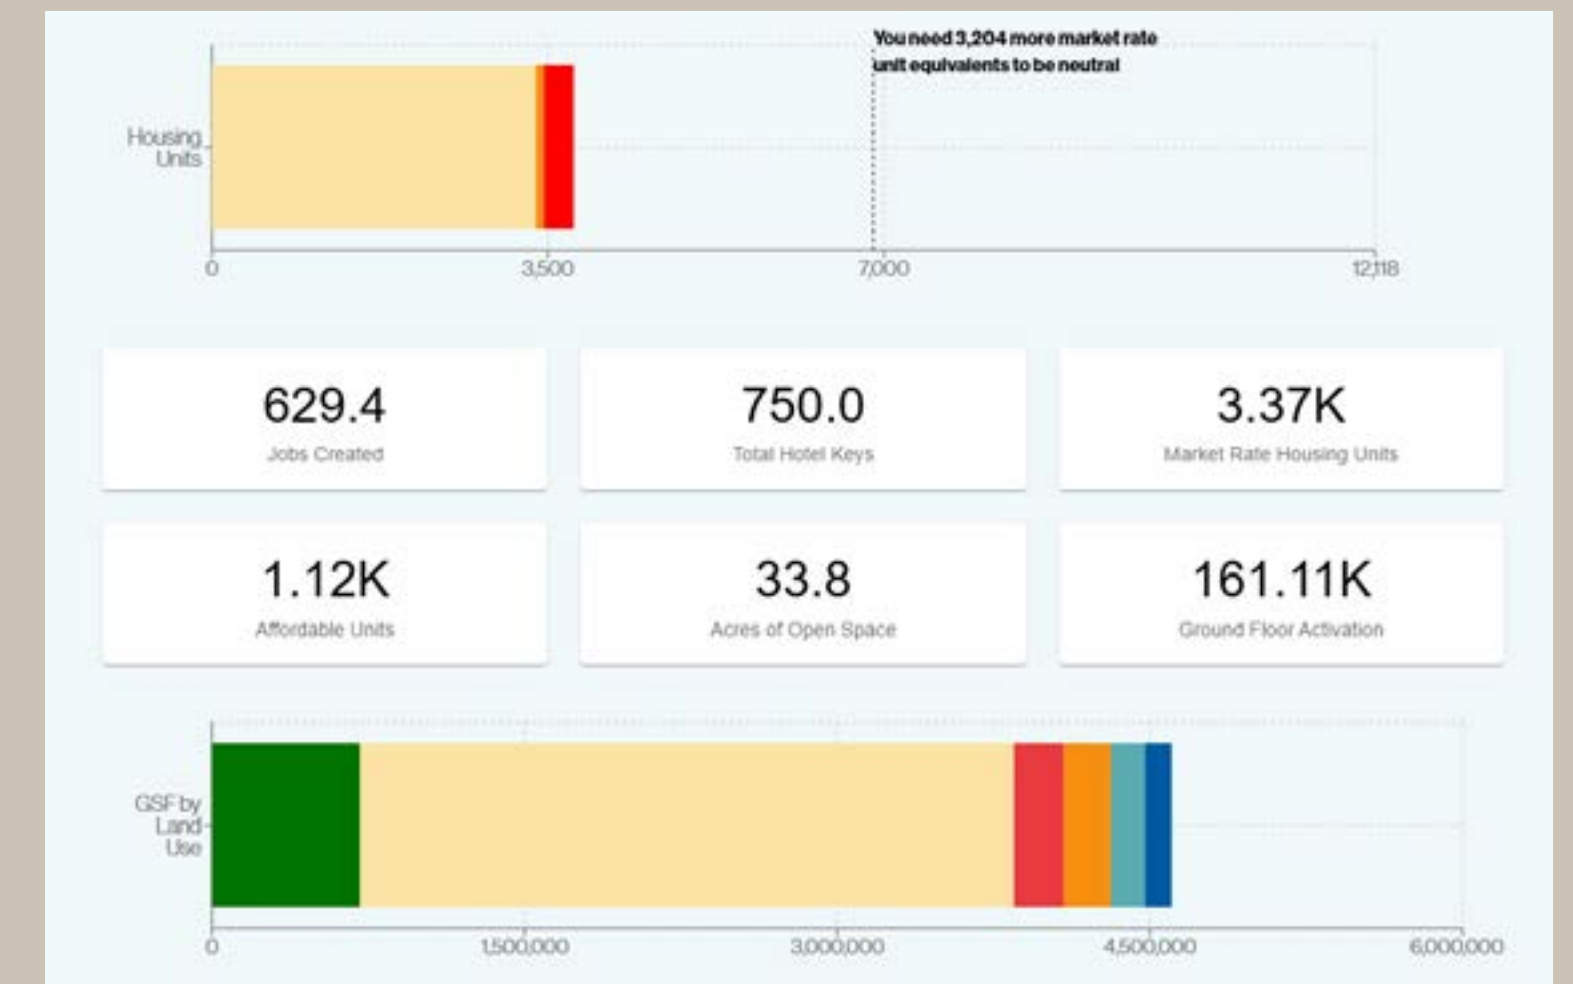 You need 3,204 more market rate
unit equivalents to be neutral
Housing
Units
0
3,500
7,000
12,118
629.4
Jobs Created
750.0
Total Hotel Keys
3.37K
Market Rate Housing Units
1.12K
Affordable Units
33.8
Acres of Open Space
161.11K
Ground Floor Activation
GSF by
Land
Use
0
1,500,000
3,000,000
4,500,000
6,000,000